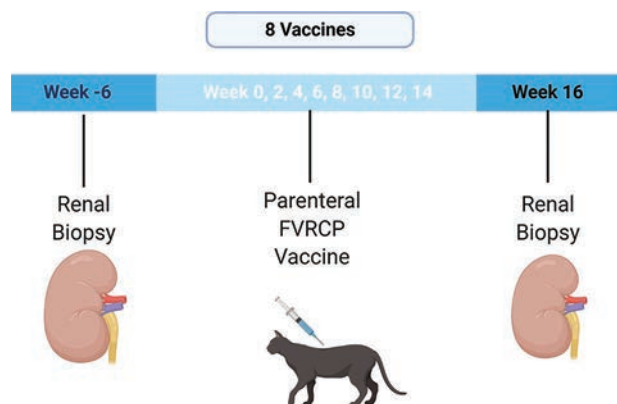 8 Vaccines
Week -6
Week 0, 2, 4, 6, 8, 10, 12, 14
Week 16
Renal
Biopsy
Parenteral
FVRCP
Vaccine
Renal
Biopsy